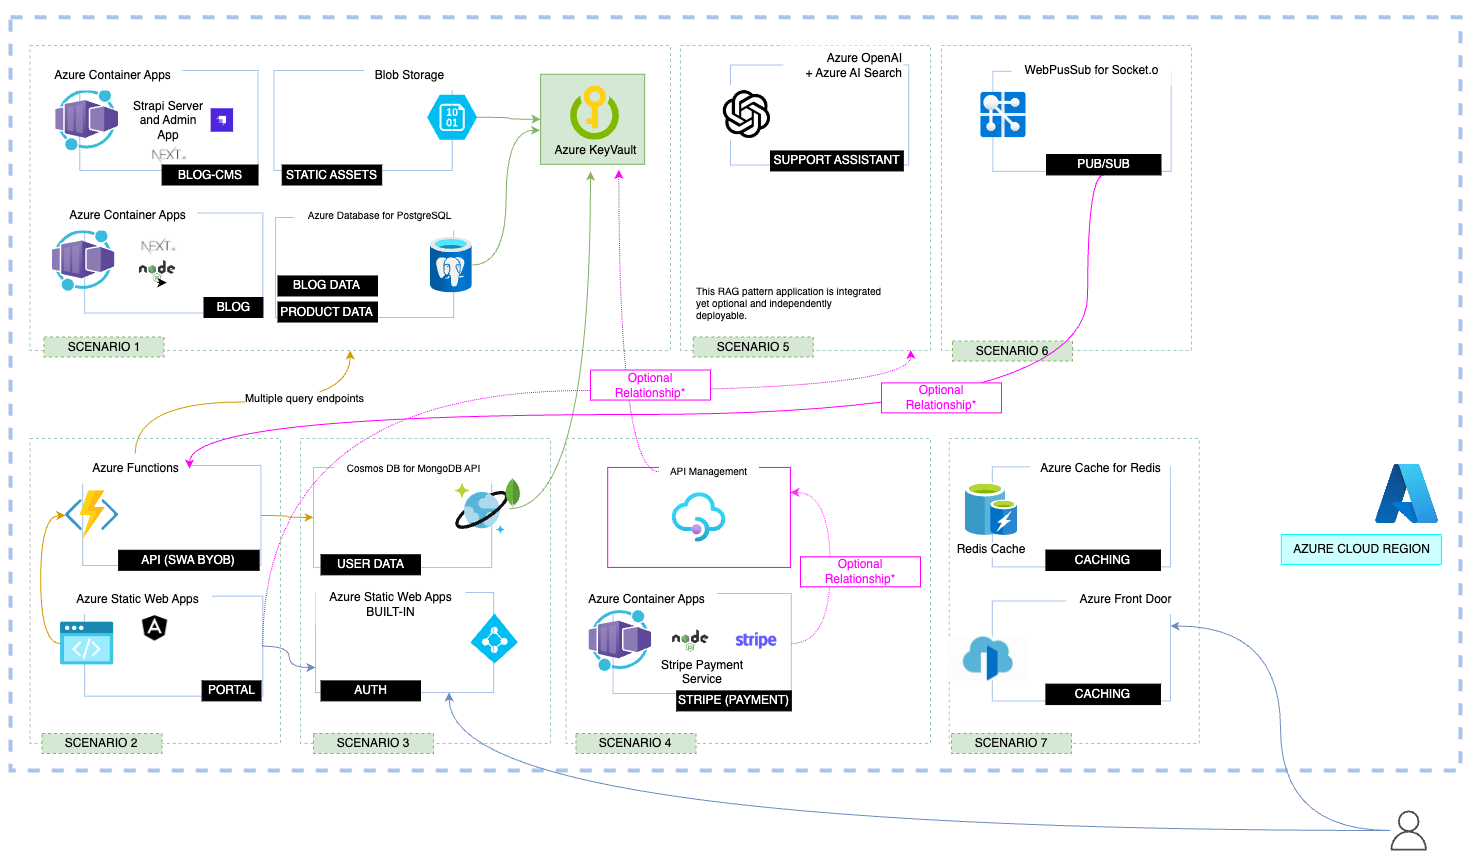 Azure Container Apps
Strapi Server
and Admin
App
NEXT.JS
BLOG-CMS
Blob Storage
10
01
STATIC ASSETS
Azure KeyVault
Azure Container Apps
NEXT.JS
node
BLOG
Azure Database for PostgreSQL
BLOG DATA
PRODUCT DATA
SCENARIO 1
Azure OpenAI
+ Azure AI Search
SUPPORT ASSISTANT
This RAG pattern application is integrated
yet optional and independently
deployable.
SCENARIO 5
WebPusSub for Socket.o
PUB/SUB
SCENARIO 6
Multiple query endpoints
Optional
Relationship*
Optional
Relationship*
Azure Functions
API (SWA BYOB)
Azure Static Web Apps
PORTAL
SCENARIO 2
Cosmos DB for MongoDB API
USER DATA
Azure Static Web Apps
BUILT-IN
AUTH
SCENARIO 3
API Management
Optional
Relationship*
Azure Container Apps
node
stripe
Stripe Payment
Service
STRIPE (PAYMENT)
SCENARIO 4
Azure Cache for Redis
Redis Cache
CACHING
Azure Front Door
CACHING
SCENARIO 7
AZURE CLOUD REGION